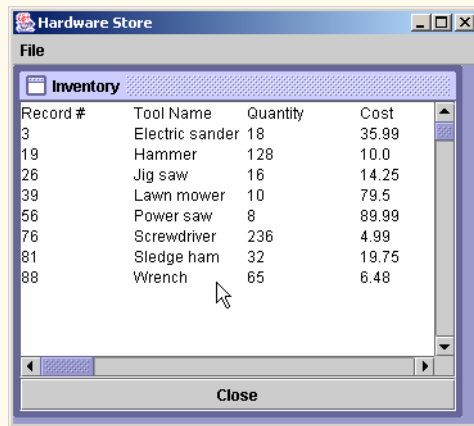 Hardware Store
File
Inventory
Record # Tool Name Quantity Cost
3 Electric sander 18 35.99
19 Hammer 128 10.0
26 Jig saw 16 14.25
39 Lawn mower 10 79.5
56 Power saw 8 89.99
76 Screwdriver 236 4.99
81 Sledge ham 32 19.75
88 Wrench 65 6.48
Close